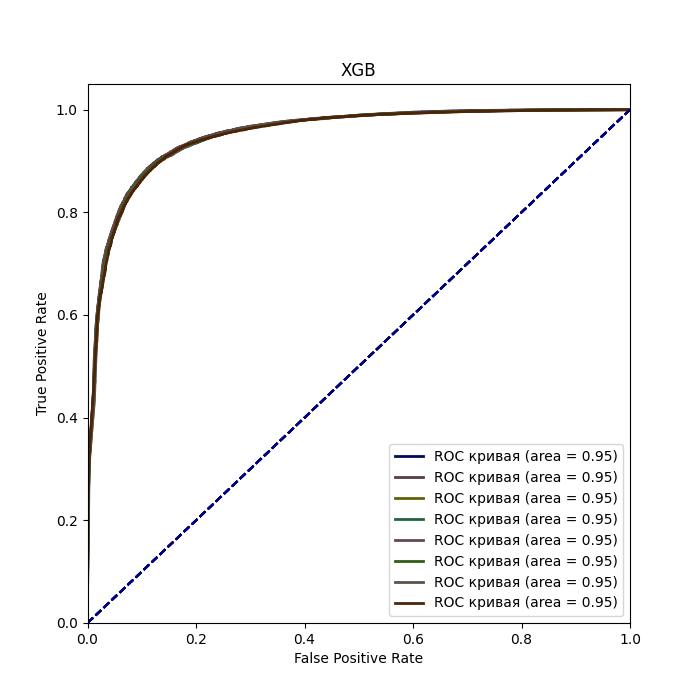 XGB
1.0
0.8
0.6
0.4
0.2
0.0
True Positive Rate
ROC кривая (area = 0.95)
ROC кривая (area = 0.95)
ROC кривая (area = 0.95)
ROC кривая (area = 0.95)
ROC кривая (area = 0.95)
ROC кривая (area = 0.95)
ROC кривая (area = 0.95)
ROC кривая (area = 0.95)
0.0 0.2 0.4 0.6 0.8 1.0
False Positive Rate